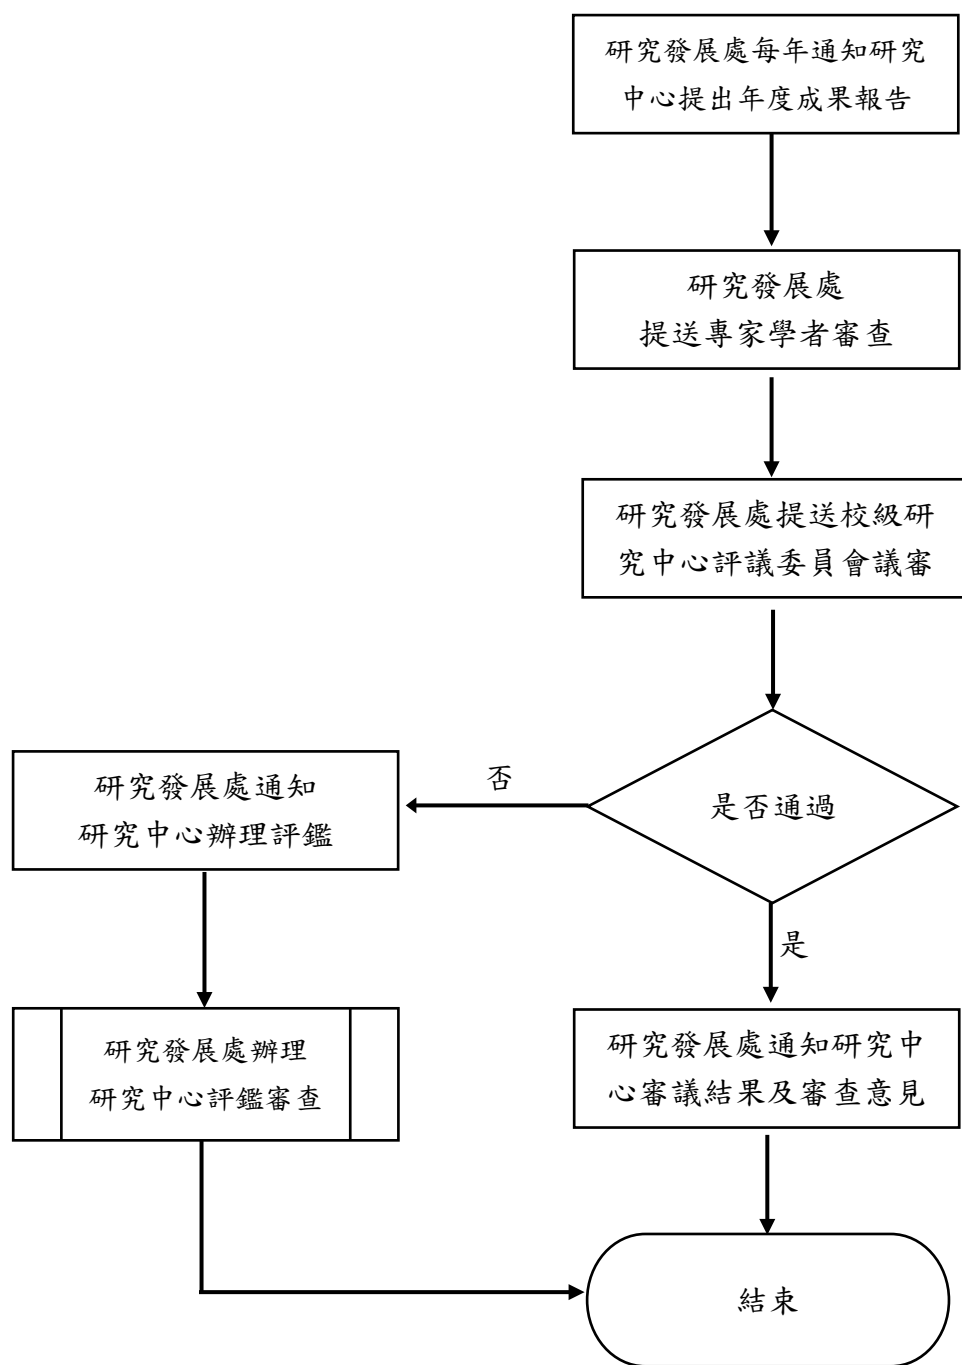 研究發展處每年通知研究
中心提出年度成果報告
研究發展處
提送專家學者審查
研究發展處提送校級研
究中心評議委員會議審
是否通過
否
研究發展處通知
研究中心辦理評鑑
是
研究發展處辦理
研究中心評鑑審查
研究發展處通知研究中
心審議結果及審查意見
結束